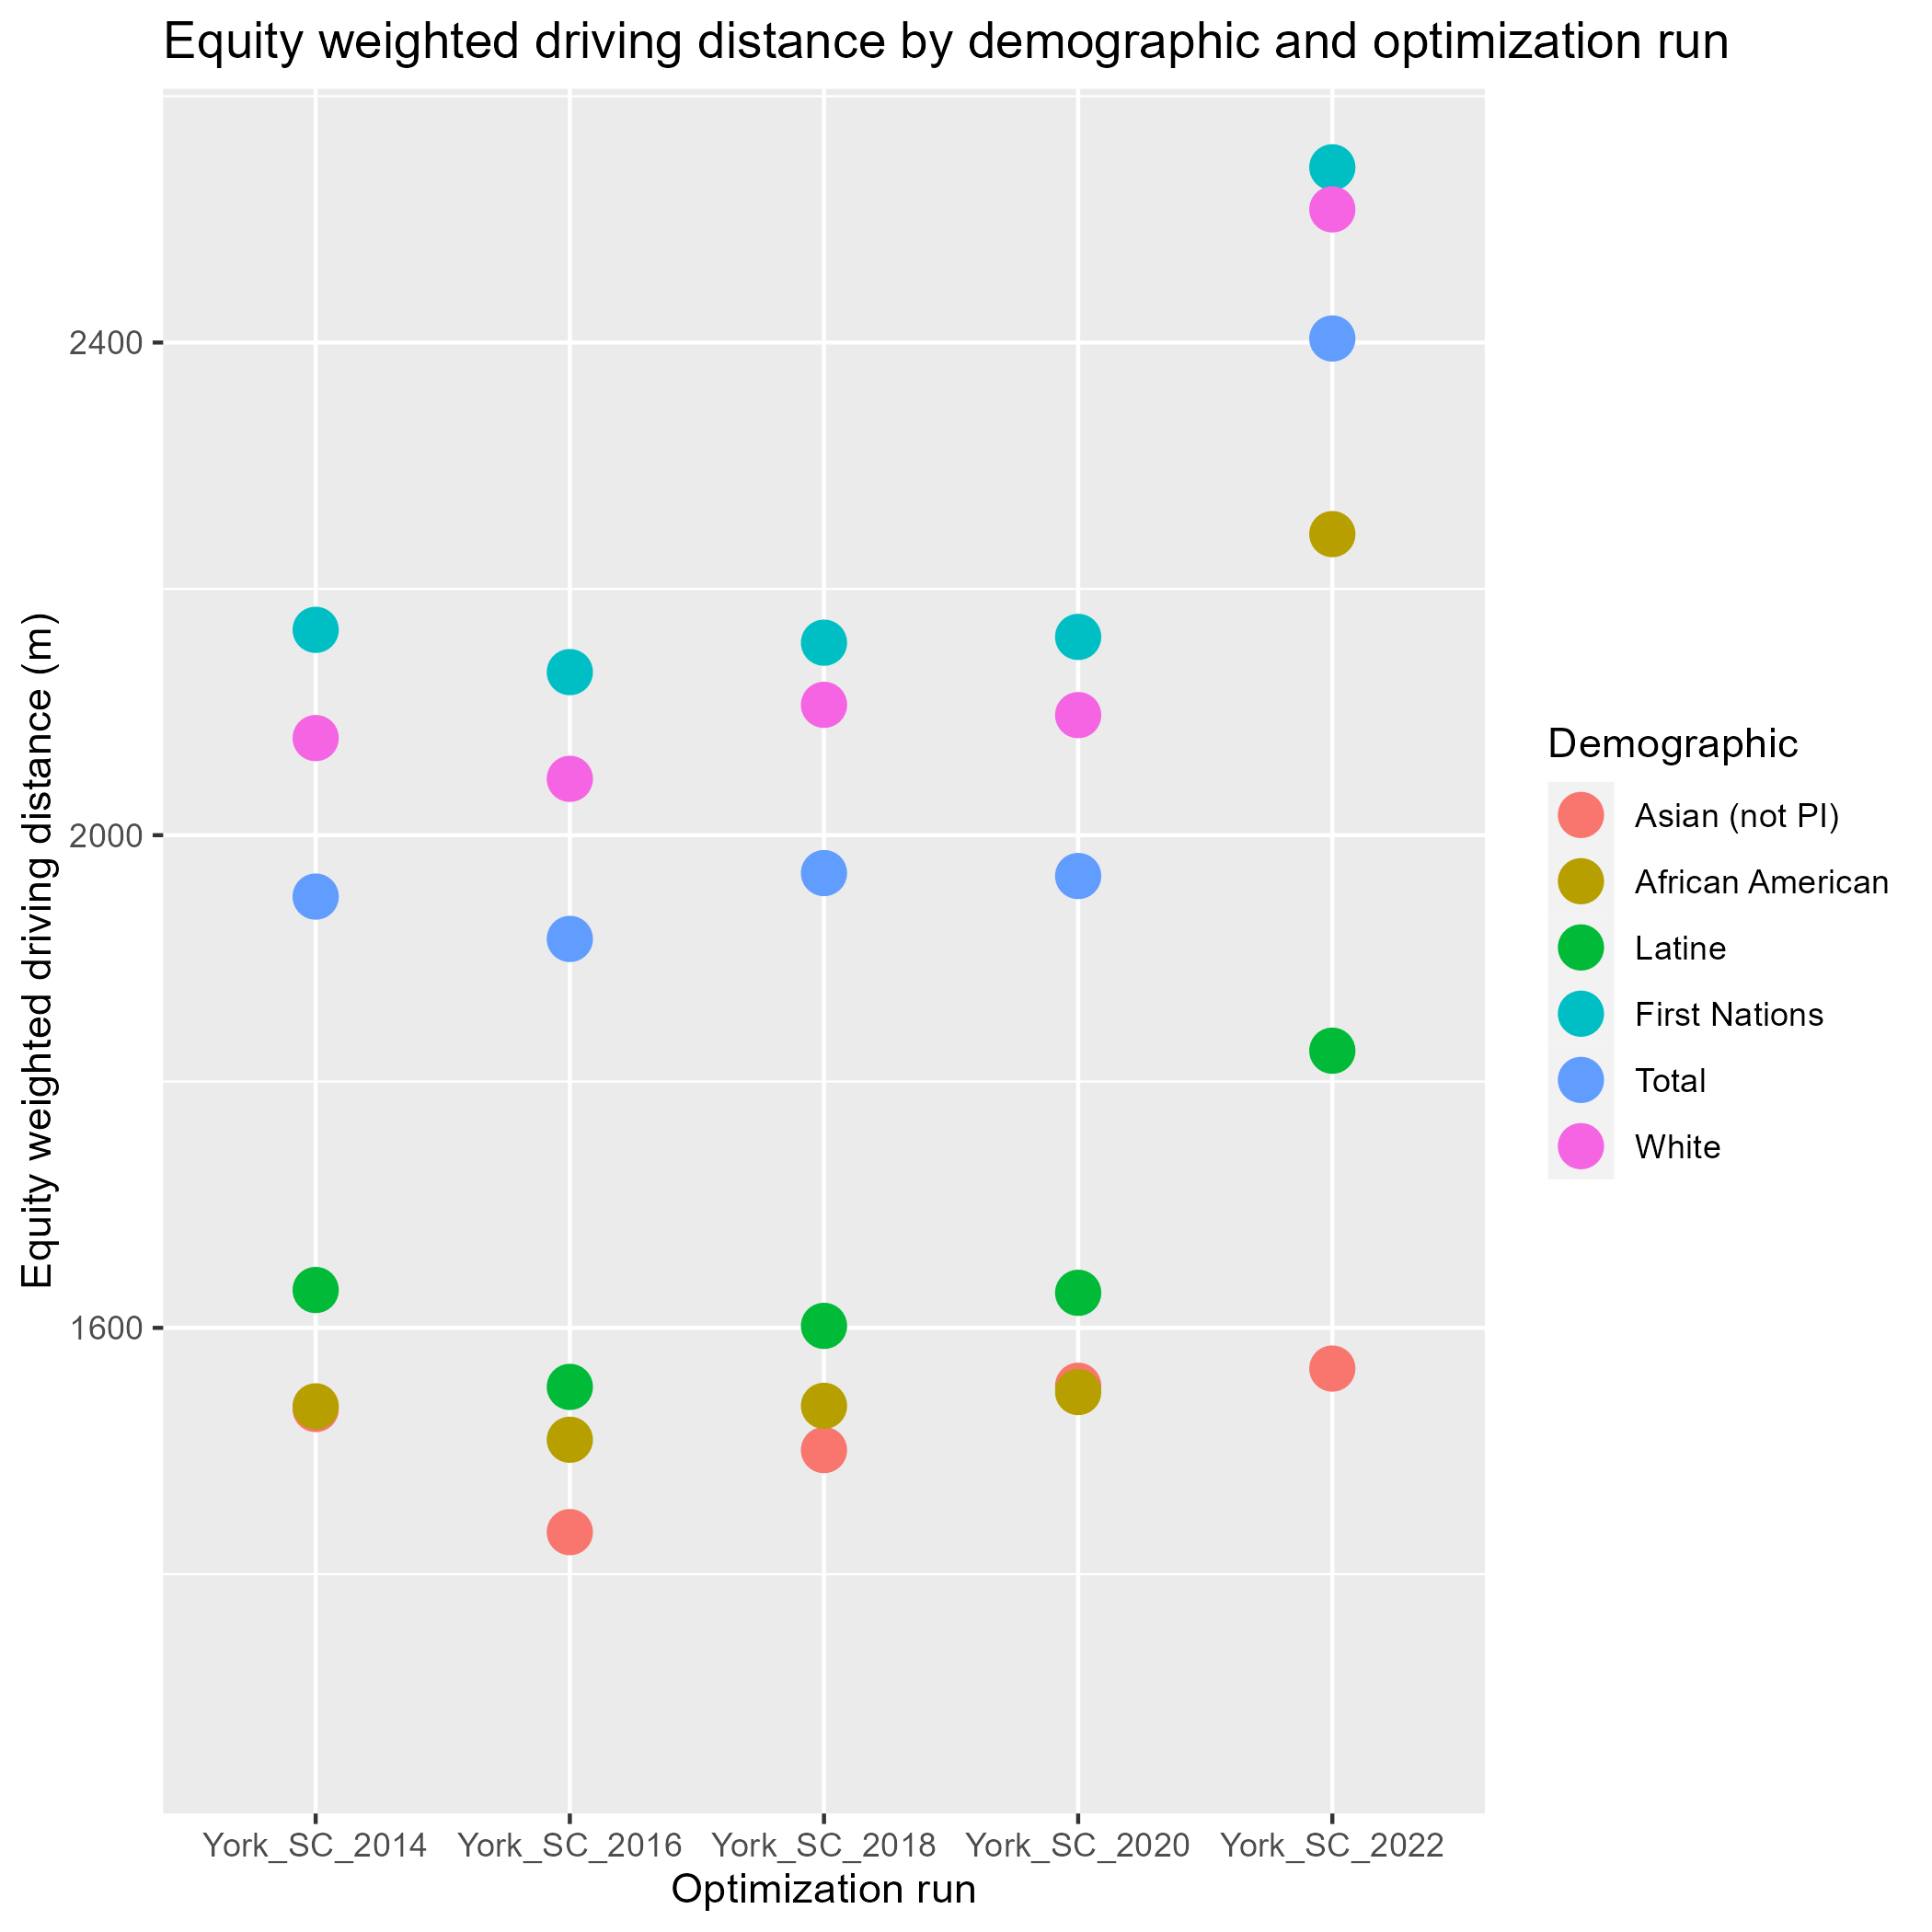 Equity weighted driving distance by demographic and optimization run
Equity weighted driving distance (m)
2400
2000
1600
York_SC_2014
York_SC_2016
York_SC_2018
York_SC_2020
York_SC_2022
Optimization run
Demographic
Asian (not PI)
African American
Latine
First Nations
Total
White